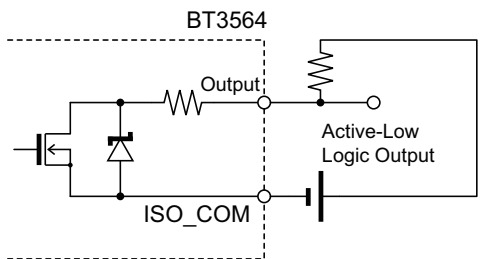 BT3564
Output
Active-Low
Logic Output
ISO_COM